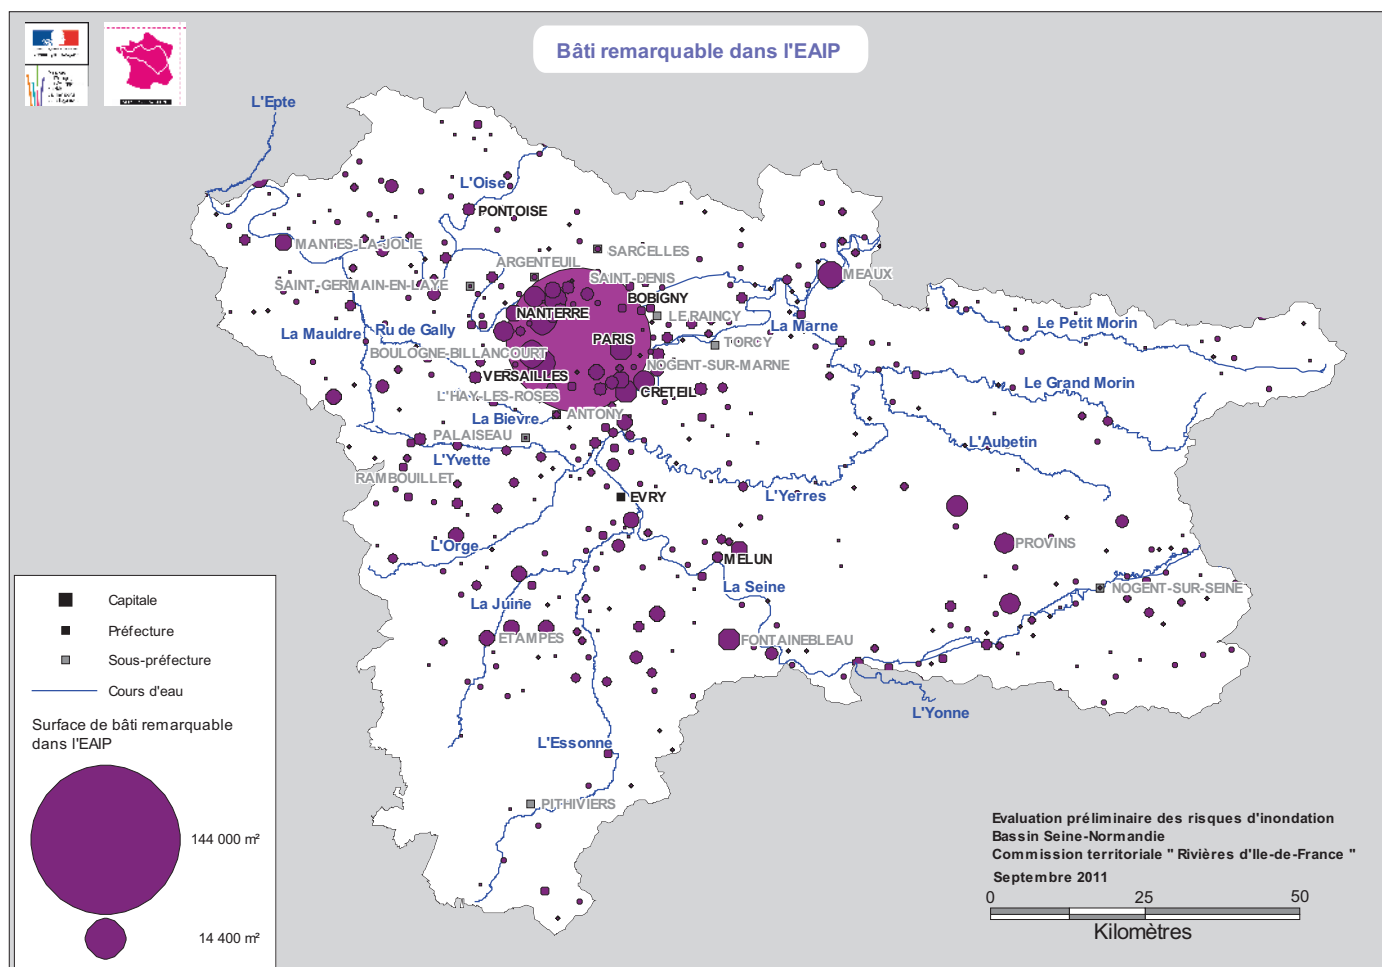 Bâti remarquable dans l'EAIP
L'Epte
L'Oise
PONTOISE
MANTES-LA-JOLIE
SARCELLES
ARGENTEUIL
SAINT-DENIS
SAINT-GERMAIN-EN-LAYE
MEAUX
BOBIGNY
NANTERRE
LE RAINCY
La Marne
Le Petit Morin
La Mauldre
Ru de Gally
PARIS
TORCY
BOULOGNE-BILLANCOURT
NOGENT-SUR-MARNE
VERSAILLES
Le Grand Morin
L'HAY-LES-ROSES
CRETEIL
La Bievre
ANTONY
PALAISEAU
L'Aubetin
L'Yvette
RAMBOUILLET
L'Yerres
EVRY
L'Orge
PROVINS
MELUN
La Seine
NOGENT-SUR-SEINE
La Juine
ETAMPES
FONTAINEBLEAU
L'Yonne
L'Essonne
PITHIVIERS
Capitale
Préfecture
Sous-préfecture
Cours d'eau
Surface de bâti remarquable
dans l'EAIP
144 000 m²
14 400 m²
Evaluation préliminaire des risques d'inondation
Bassin Seine-Normandie
Commission territoriale " Rivières d'Ile-de-France "
Septembre 2011
0 25 50
Kilomètres